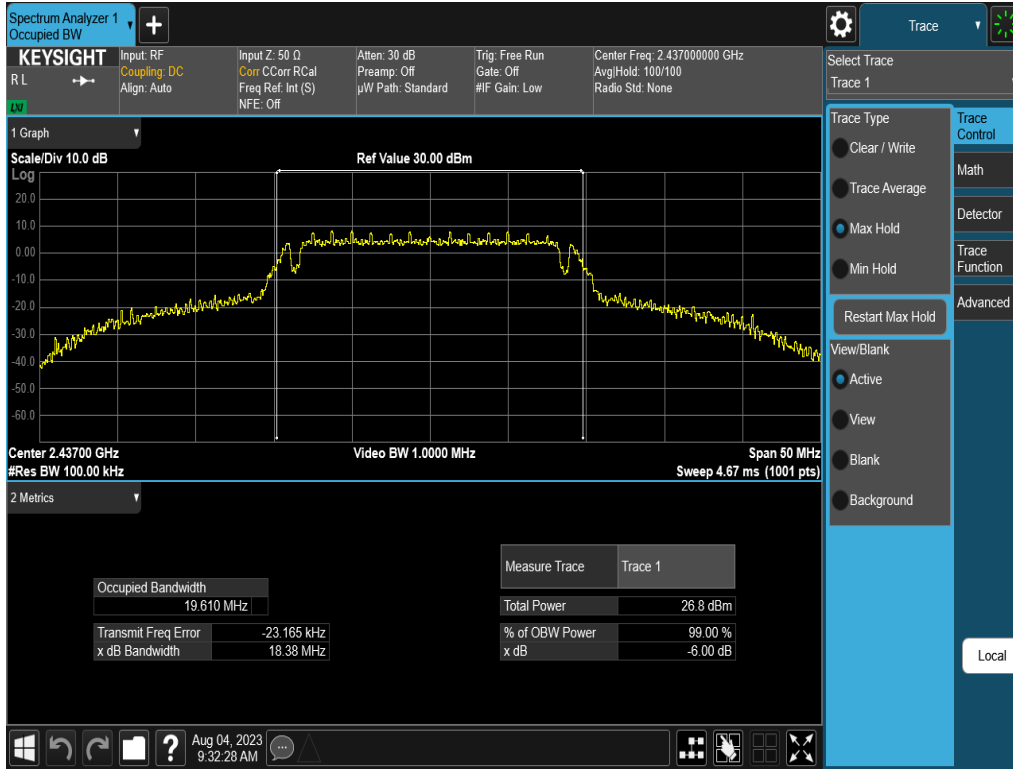 Spectrum Analyzer 1
Occupied BW
KEYSIGHT
R L
LXI
Input: RF
Coupling: DC
Align: Auto
Input Z: 50 Ω
Corr CCorr RCal
Freq Ref: Int (S)
NFE: Off
Atten: 30 dB
Preamp: Off
µW Path: Standard
Trig: Free Run
Gate: Off
#IF Gain: Low
Center Freq: 2.437000000 GHz
Avg|Hold: 100/100
Radio Std: None
1 Graph
Scale/Div 10.0 dB
Ref Value 30.00 dBm
Log
20.0
10.0
0.00
-10.0
-20.0
-30.0
-40.0
-50.0
-60.0
Center 2.43700 GHz
Video BW 1.0000 MHz
Span 50 MHz
#Res BW 100.00 kHz
Sweep 4.67 ms (1001 pts)
2 Metrics
Measure Trace Trace 1
Occupied Bandwidth
19.610 MHz
Total Power 26.8 dBm
Transmit Freq Error -23.165 kHz
% of OBW Power 99.00 %
x dB Bandwidth 18.38 MHz
x dB -6.00 dB
Aug 04, 2023
9:32:28 AM
Trace
Select Trace
Trace 1
Trace Type
Clear / Write
Trace Average
Max Hold
Min Hold
Restart Max Hold
View/Blank
Active
View
Blank
Background
Trace
Control
Math
Detector
Trace
Function
Advanced
Local